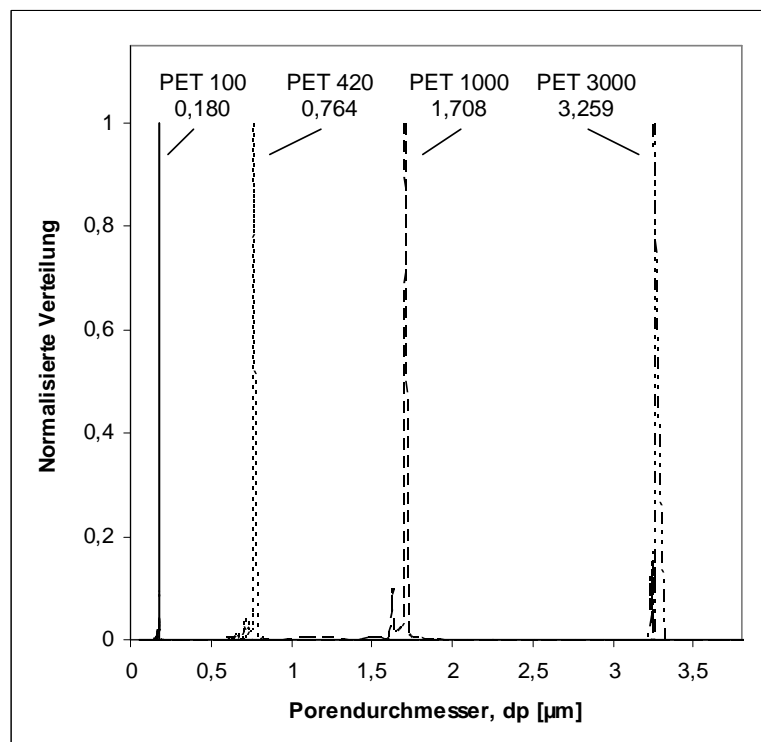 PET 100 PET 420 PET 1000 PET 3000
0,180 0,764 1,708 3,259
1
0,8
0,6
0,4
0,2
0
Normalisierte Verteilung
0 0,5 1 1,5 2 2,5 3 3,5
Porendurchmesser, dp [µm]